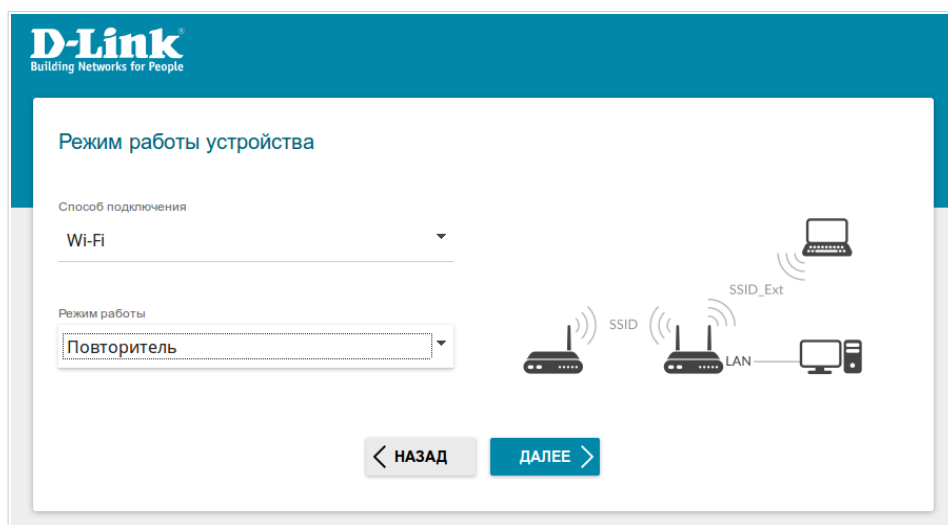 D-Link
Building Networks for People
Режим работы устройства
Способ подключения
Wi-Fi
Режим работы
Повторитель
SSID
SSID_Ext
LAN
НАЗАД
ДАЛЕЕ